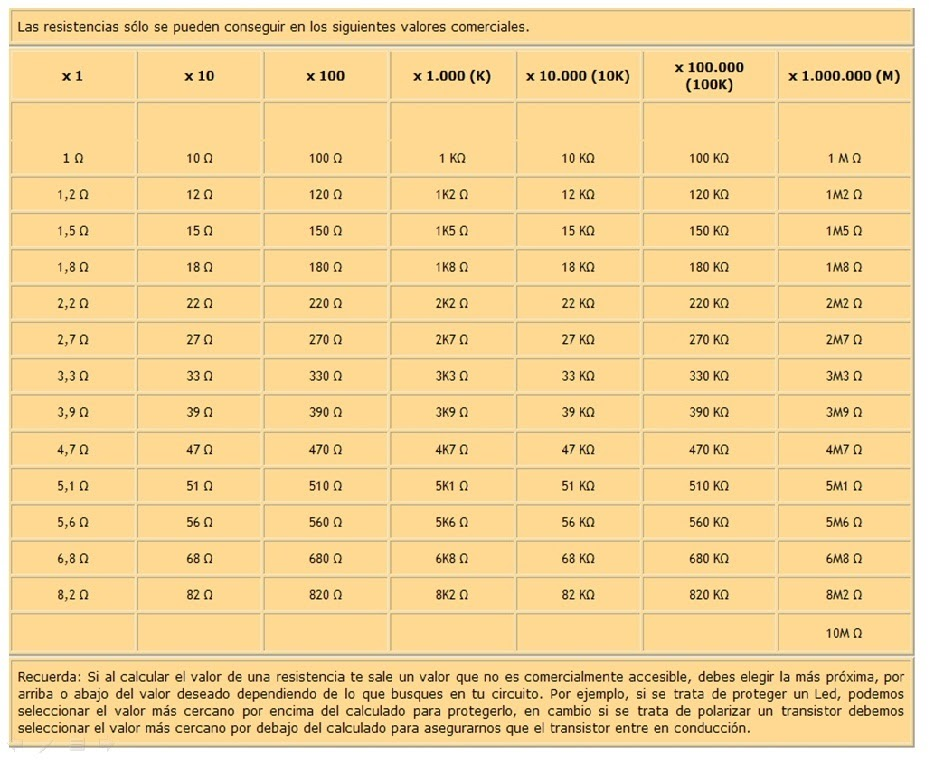 Las resistencias sólo se pueden conseguir en los siguientes valores comerciales.
x 1 x 10 x 100 x 1.000 (K) x 10.000 (10K) x 100.000 (100K) x 1.000.000 (M)
1 Ω 10 Ω 100 Ω 1 KΩ 10 KΩ 100 KΩ 1 M Ω
1,2 Ω 12 Ω 120 Ω 1K2 Ω 12 KΩ 120 KΩ 1M2 Ω
1,5 Ω 15 Ω 150 Ω 1K5 Ω 15 KΩ 150 KΩ 1M5 Ω
1,8 Ω 18 Ω 180 Ω 1K8 Ω 18 KΩ 180 KΩ 1M8 Ω
2,2 Ω 22 Ω 220 Ω 2K2 Ω 22 KΩ 220 KΩ 2M2 Ω
2,7 Ω 27 Ω 270 Ω 2K7 Ω 27 KΩ 270 KΩ 2M7 Ω
3,3 Ω 33 Ω 330 Ω 3K3 Ω 33 KΩ 330 KΩ 3M3 Ω
3,9 Ω 39 Ω 390 Ω 3K9 Ω 39 KΩ 390 KΩ 3M9 Ω
4,7 Ω 47 Ω 470 Ω 4K7 Ω 47 KΩ 470 KΩ 4M7 Ω
5,1 Ω 51 Ω 510 Ω 5K1 Ω 51 KΩ 510 KΩ 5M1 Ω
5,6 Ω 56 Ω 560 Ω 5K6 Ω 56 KΩ 560 KΩ 5M6 Ω
6,8 Ω 68 Ω 680 Ω 6K8 Ω 68 KΩ 680 KΩ 6M8 Ω
8,2 Ω 82 Ω 820 Ω 8K2 Ω 82 KΩ 820 KΩ 8M2 Ω
10M Ω
Recuerda: Si al calcular el valor de una resistencia te sale un valor que no es comercialmente accesible, debes elegir la más próxima, por
arriba o abajo del valor deseado dependiendo de lo que busques en tu circuito. Por ejemplo, si se trata de proteger un Led, podemos
seleccionar el valor más cercano por encima del calculado para protegerlo, en cambio si se trata de polarizar un transistor debemos
seleccionar el valor más cercano por debajo del calculado para asegurarnos que el transistor entre en conducción.